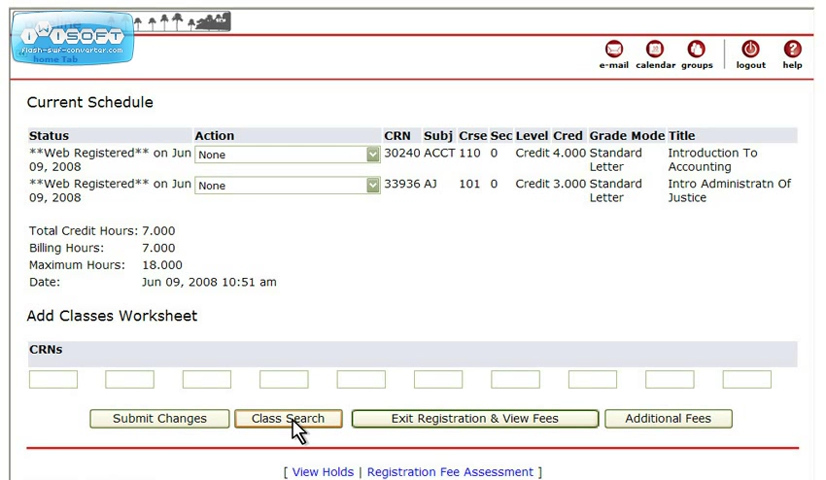 iWiSOFT
flash-swf-converter.com
home Tab
e-mail calendar groups logout help
Current Schedule
Status Action CRN Subj Crse Sec Level Cred Grade Mode Title
**Web Registered** on Jun 09, 2008 None 30240 ACCT 110 0 Credit 4.000 Standard Letter Introduction To Accounting
**Web Registered** on Jun 09, 2008 None 33936 AJ 101 0 Credit 3.000 Standard Letter Intro Administratn Of Justice
Total Credit Hours: 7.000
Billing Hours: 7.000
Maximum Hours: 18.000
Date: Jun 09, 2008 10:51 am
Add Classes Worksheet
CRNs
Submit Changes Class Search Exit Registration & View Fees Additional Fees
[ View Holds | Registration Fee Assessment ]